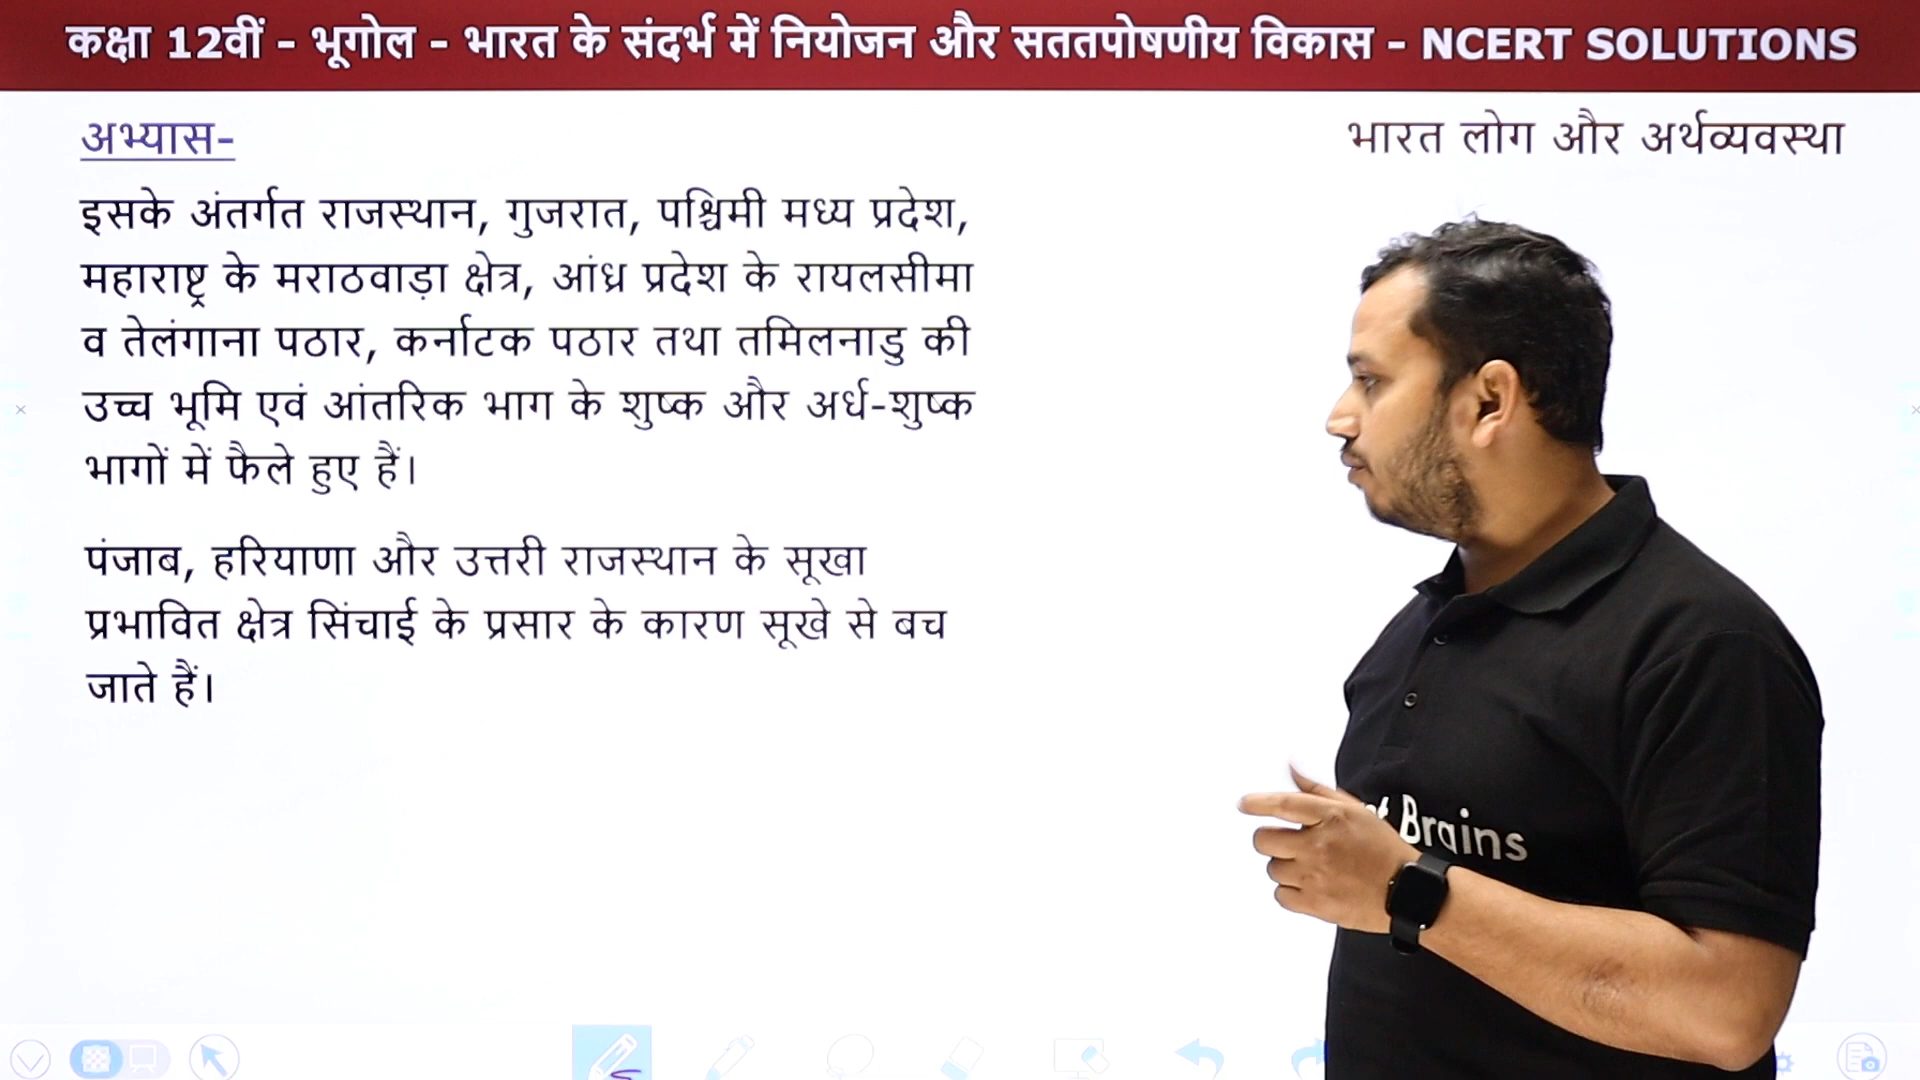 कक्षा 12वीं - भूगोल - भारत के संदर्भ में नियोजन और सततपोषणीय विकास - NCERT SOLUTIONS
अभ्यास-
भारत लोग और अर्थव्यवस्था
इसके अंतर्गत राजस्थान, गुजरात, पश्चिमी मध्य प्रदेश,
महाराष्ट्र के मराठवाड़ा क्षेत्र, आंध्र प्रदेश के रायलसीमा
व तेलंगाना पठार, कर्नाटक पठार तथा तमिलनाडु की
उच्च भूमि एवं आंतरिक भाग के शुष्क और अर्ध-शुष्क
भागों में फैले हुए हैं।
पंजाब, हरियाणा और उत्तरी राजस्थान के सूखा
प्रभावित क्षेत्र सिंचाई के प्रसार के कारण सूखे से बच
जाते हैं।
Brains